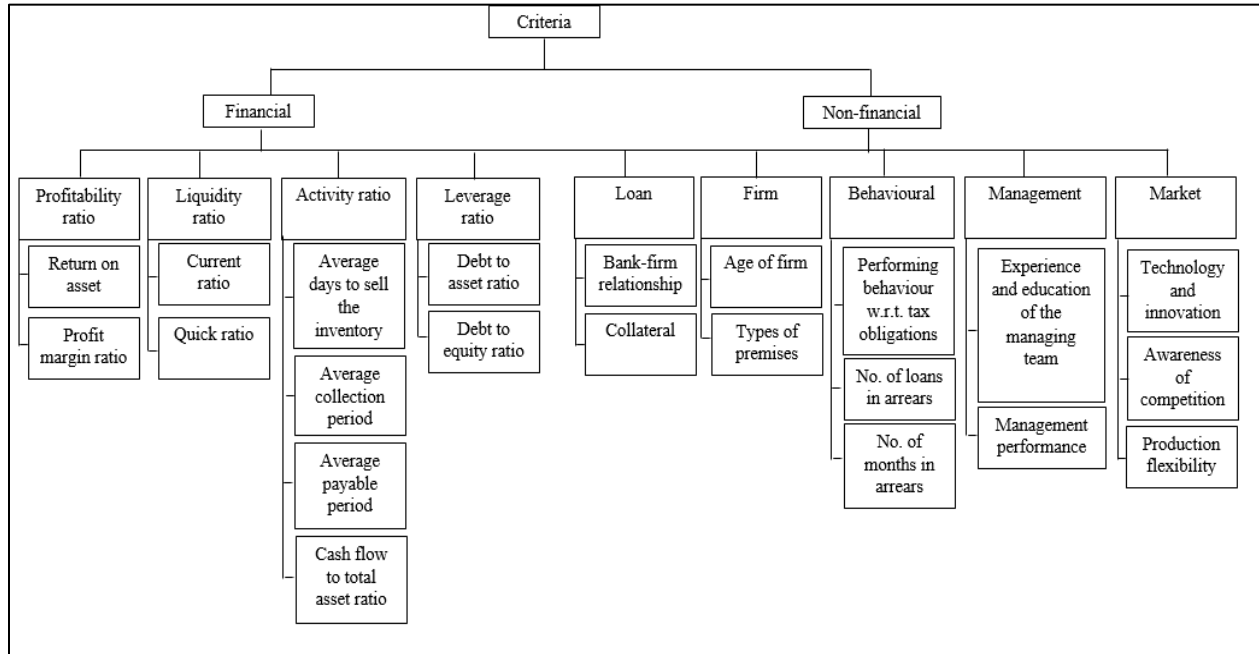 Criteria
Financial
Non-financial
Profitability
ratio
Return on
asset
Profit
margin ratio
Liquidity
ratio
Current
ratio
Quick ratio
Activity ratio
Average
days to sell
the
inventory
Average
collection
period
Average
payable
period
Cash flow
to total
asset ratio
Leverage
ratio
Debt to
asset ratio
Debt to
equity ratio
Loan
Bank-firm
relationship
Collateral
Firm
Age of firm
Types of
premises
Behavioural
Performing
behaviour
w.r.t. tax
obligations
No. of loans
in arrears
No. of
months in
arrears
Management
Experience
and education
of the
managing
team
Management
performance
Market
Technology
and
innovation
Awareness
of
competition
Production
flexibility